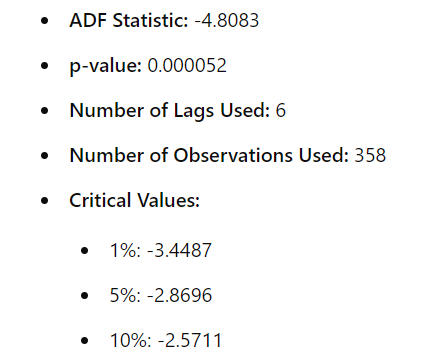 ADF Statistic: -4.8083
p-value: 0.000052
Number of Lags Used: 6
Number of Observations Used: 358
Critical Values:
1%: -3.4487
5%: -2.8696
10%: -2.5711